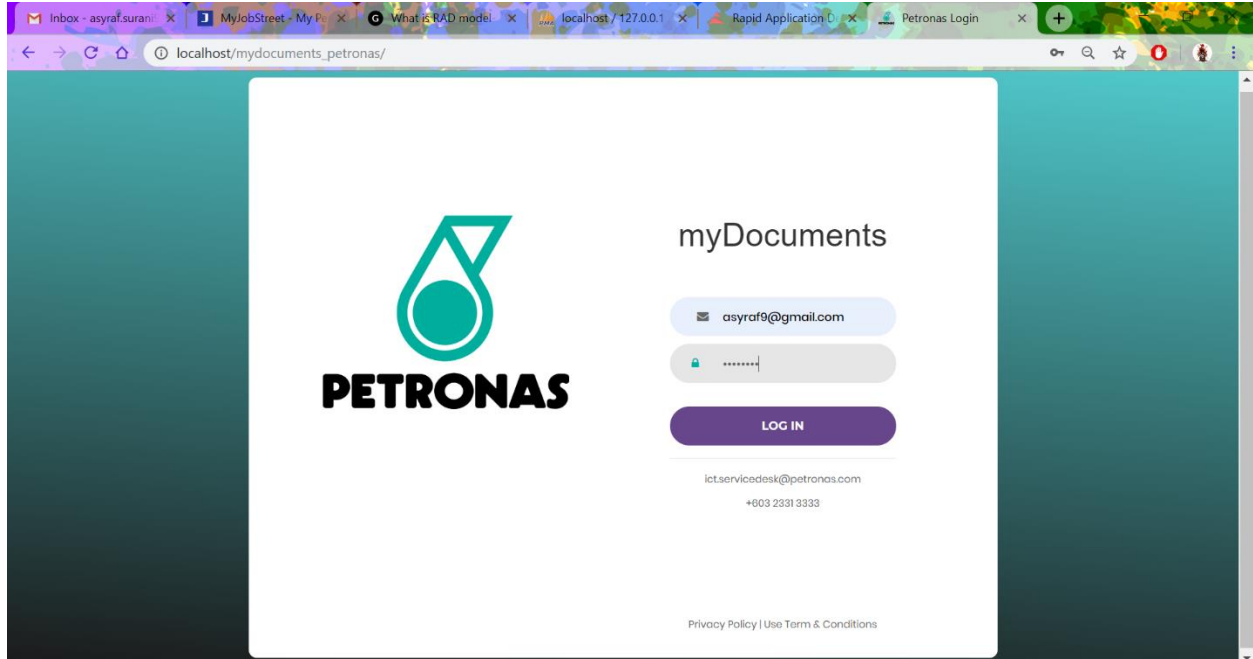 Inbox - asyraf.surani
MyJobStreet - My Pe
What is RAD model
localhost / 127.0.0.1
Rapid Application D
Petronas Login
localhost/mydocuments_petronas/
myDocuments
asyraf9@gmail.com
PETRONAS
LOG IN
ict.servicedesk@petronas.com
+603 2331 3333
Privacy Policy | Use Term & Conditions